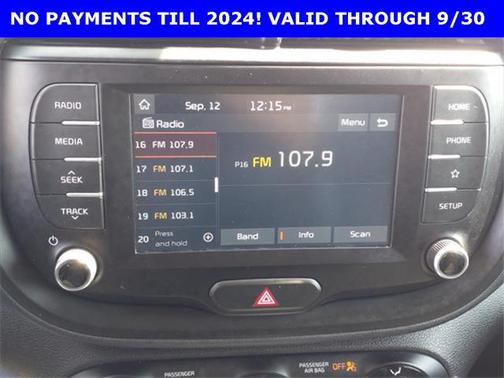 NO PAYMENTS TILL 2024! VALID THROUGH 9/30
RADIO
MEDIA
SEEK
TRACK
Sep, 12 12:15 PM
Radio
Menu
16 FM 107.9
17 FM 107.1
18 FM 106.5
19 FM 103.1
20 Press and hold
P16 FM 107.9
Band
Info
Scan
HOME
PHONE
SETUP
PASSENGER
PASSENGER
AIR BAG
OFF